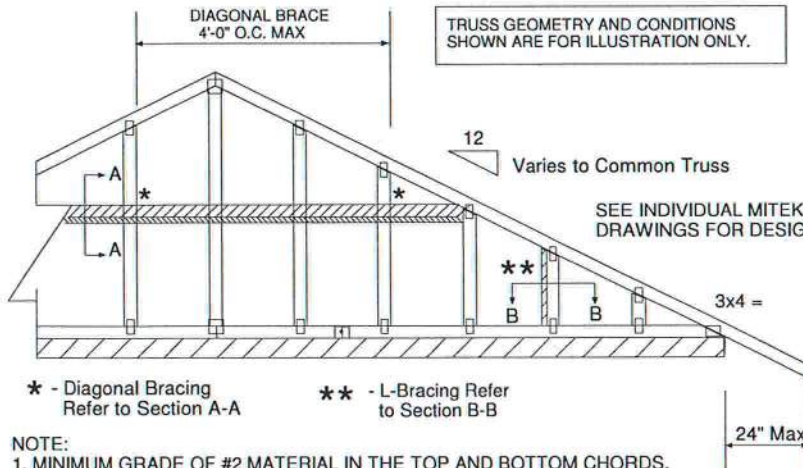 DIAGONAL BRACE
4'-0" O.C. MAX
TRUSS GEOMETRY AND CONDITIONS
SHOWN ARE FOR ILLUSTRATION ONLY.
12
Varies to Common Truss
A
*
*
SEE INDIVIDUAL MITEK
DRAWINGS FOR DESIG
A
**
B
B
3x4 =
* - Diagonal Bracing
Refer to Section A-A
** - L-Bracing Refer
to Section B-B
24" Max
NOTE:
1. MINIMUM GRADE OF #2 MATERIAL IN THE TOP AND BOTTOM CHORDS.